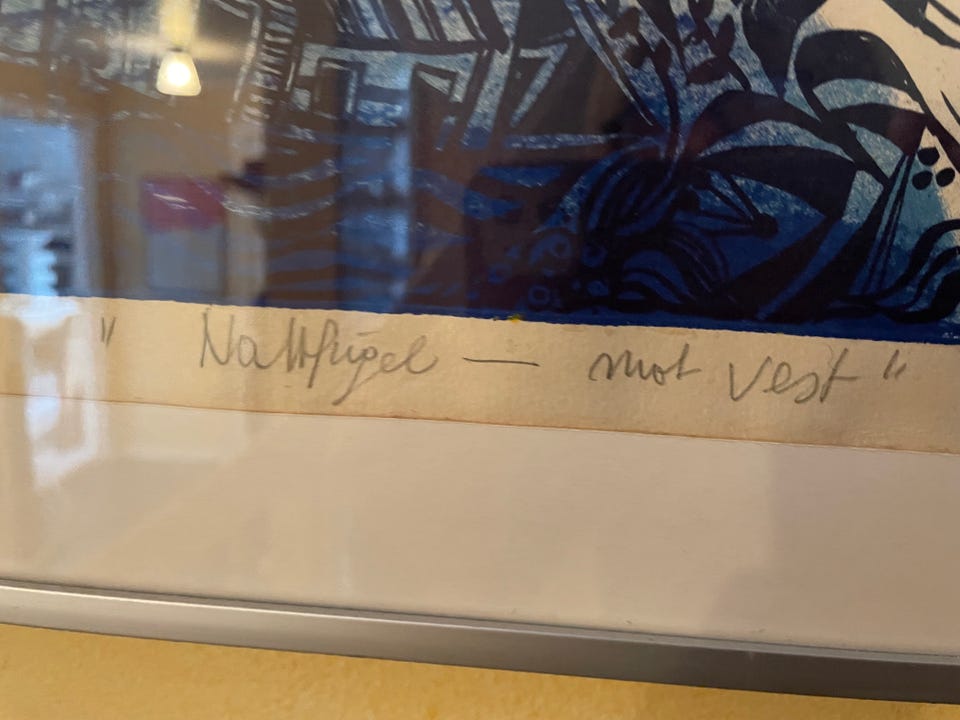 " Nattfugel — mot vest "